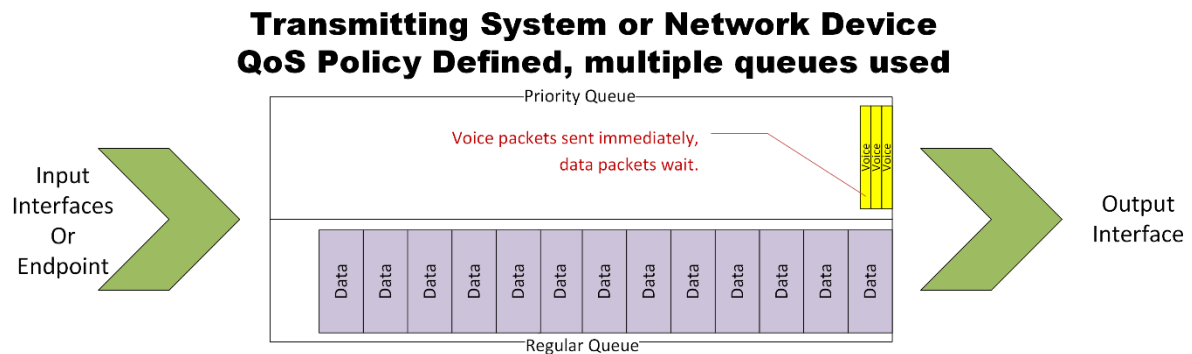 Transmitting System or Network Device
QoS Policy Defined, multiple queues used
Priority Queue
Voice packets sent immediately,
data packets wait.
Voice
Voice
Voice
Input
Interfaces
Or
Endpoint
Output
Interface
Data
Data
Data
Data
Data
Data
Data
Data
Data
Data
Data
Data
Data
Regular Queue